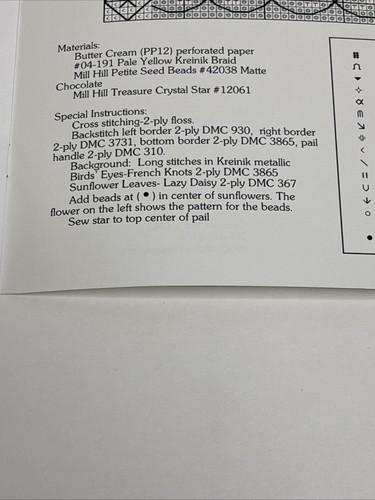 Materials:
Butter Cream (PP12) perforated paper
#04-191 Pale Yellow Kreinik Braid
Mill Hill Petite Seed Beads #42038 Matte
Chocolate
Mill Hill Treasure Crystal Star #12061
Special Instructions:
Cross stitching-2-ply floss.
Backstitch left border 2-ply DMC 930, right border
2-ply DMC 3731, bottom border 2-ply DMC 3865, pail
handle 2-ply DMC 310.
Background: Long stitches in Kreinik metallic
Birds' Eyes-French Knots 2-ply DMC 3865
Sunflower Leaves- Lazy Daisy 2-ply DMC 367
Add beads at ( • ) in center of sunflowers. The
flower on the left shows the pattern for the beads.
Sew star to top center of pail